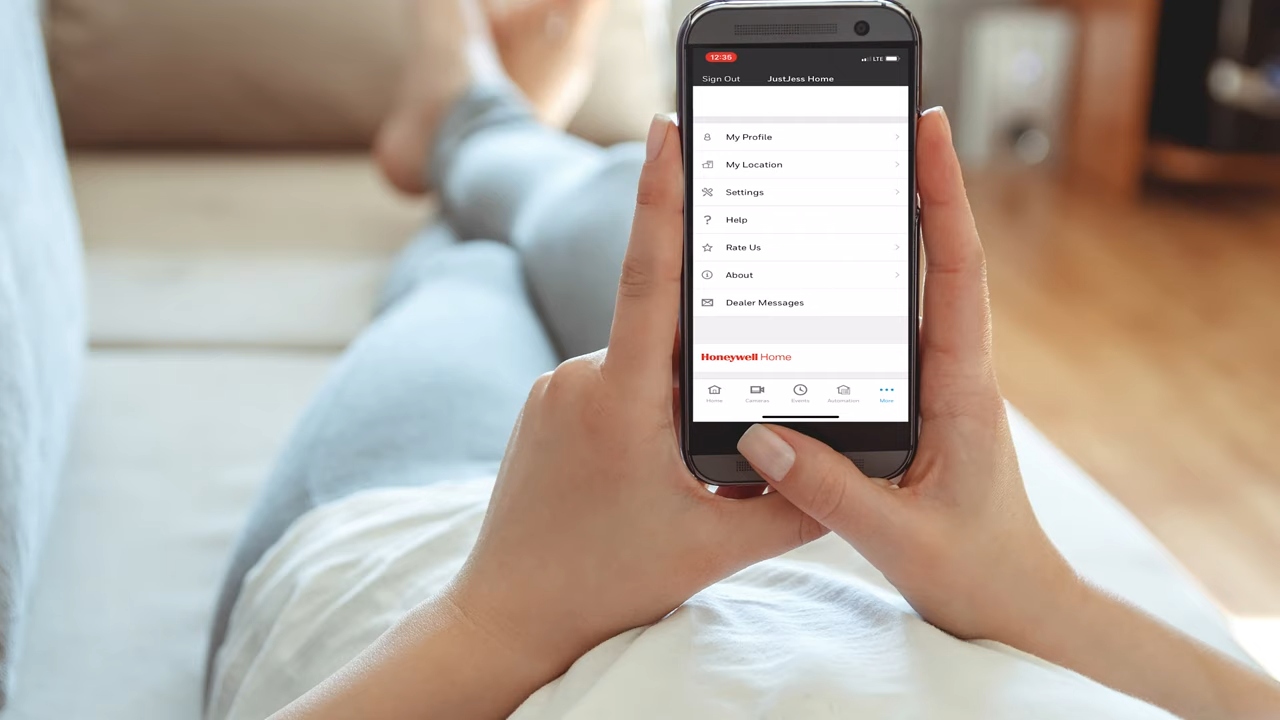 12:35
LTE
Sign Out JustJess Home
My Profile
My Location
Settings
Help
Rate Us
About
Dealer Messages
Honeywell Home
Home Cameras Events Automation More